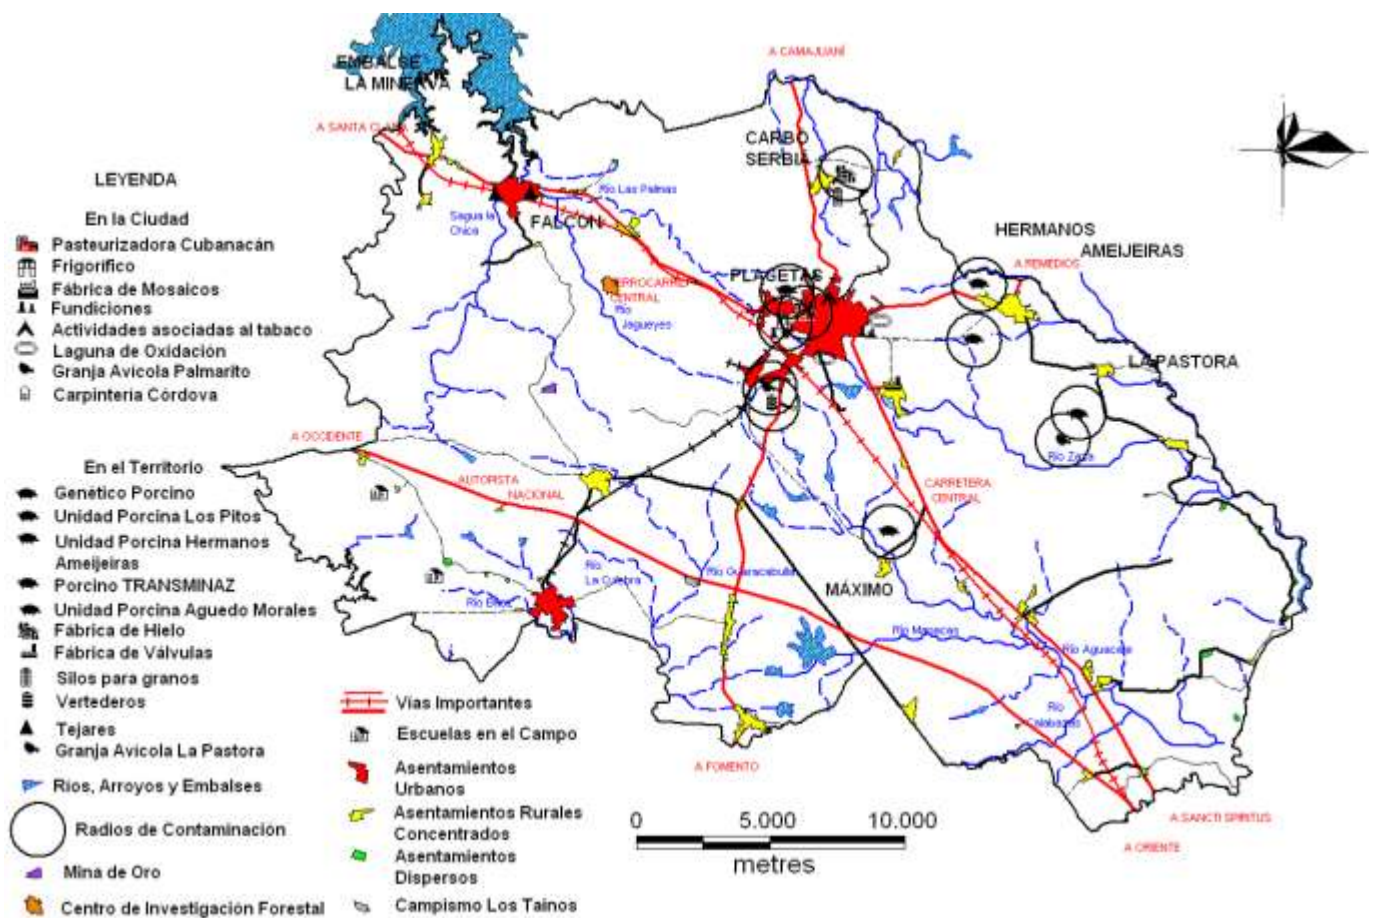 EMBALSE
LA MINERVA
A CAMAJUANÍ
A SANTA CLARA
CARBO
SERBIA
Río Las Palmas
Sagua la
Chica
FALCON
HERMANOS
AMEIJEIRAS
A REMEDIOS
PLACETAS
FERROCARRIL
CENTRAL
Río
Jagueyes
LA PASTORA
A OCCIDENTE
Río Zaza
AUTOPISTA
NACIONAL
CARRETERA
CENTRAL
Río
La Culebra
Río Guaracabulla
MÁXIMO
Río Manacas
Río Aguacate
Río
Calabazas
A FOMENTO
A SANCTI SPIRITUS
A ORIENTE
LEYENDA
En la Ciudad
Pasteurizadora Cubanacán
Frigorífico
Fábrica de Mosaicos
Fundiciones
Actividades asociadas al tabaco
Laguna de Oxidación
Granja Avícola Palmarito
Carpintería Córdova
En el Territorio
Genético Porcino
Unidad Porcina Los Pitos
Unidad Porcina Hermanos
Ameijeiras
Porcino TRANSMINAZ
Unidad Porcina Aguedo Morales
Fábrica de Hielo
Fábrica de Válvulas
Silos para granos
Vertederos
Tejares
Granja Avícola La Pastora
Ríos, Arroyos y Embalses
Radios de Contaminación
Mina de Oro
Centro de Investigación Forestal
Vías Importantes
Escuelas en el Campo
Asentamientos
Urbanos
Asentamientos Rurales
Concentrados
Asentamientos
Dispersos
Campismo Los Taínos
0 5.000 10.000
metres